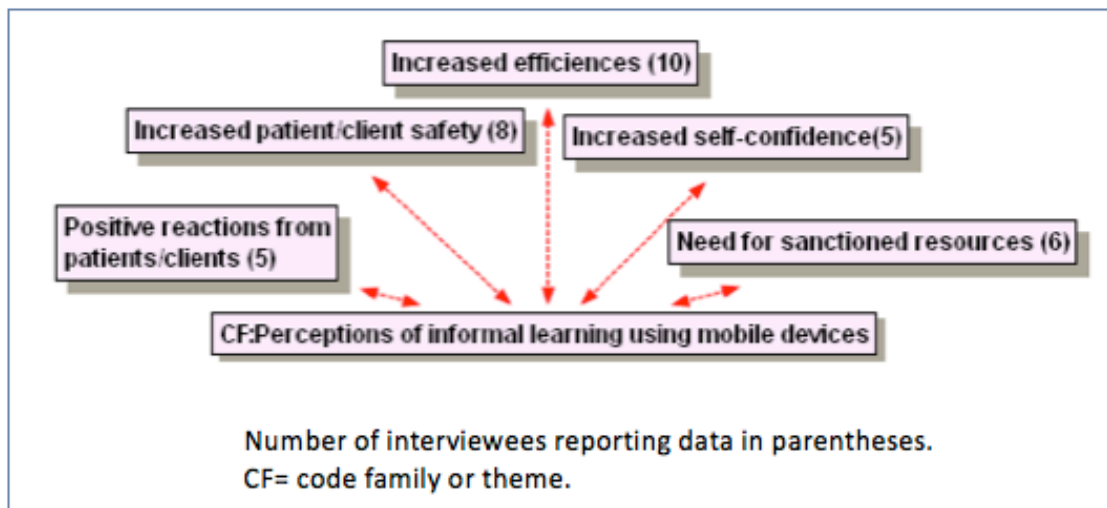 Increased efficiences (10)
Increased patient/client safety (8)
Increased self-confidence(5)
Positive reactions from
patients/clients (5)
Need for sanctioned resources (6)
CF:Perceptions of informal learning using mobile devices
Number of interviewees reporting data in parentheses.
CF= code family or theme.